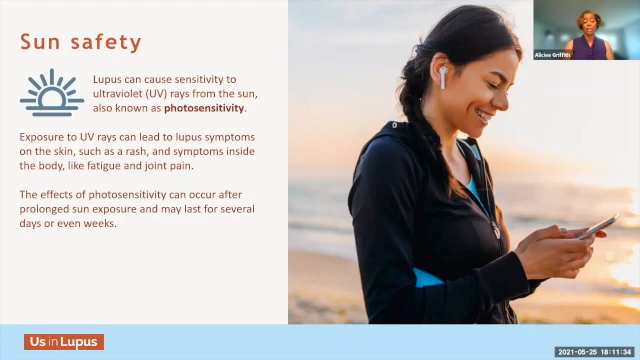 Sun safety
Lupus can cause sensitivity to
ultraviolet (UV) rays from the sun,
also known as photosensitivity.
Exposure to UV rays can lead to lupus symptoms
on the skin, such as a rash, and symptoms inside
the body, like fatigue and joint pain.
The effects of photosensitivity can occur after
prolonged sun exposure and may last for several
days or even weeks.
Alicive Griffith
Us in Lupus
2021-05-25 18:11:34